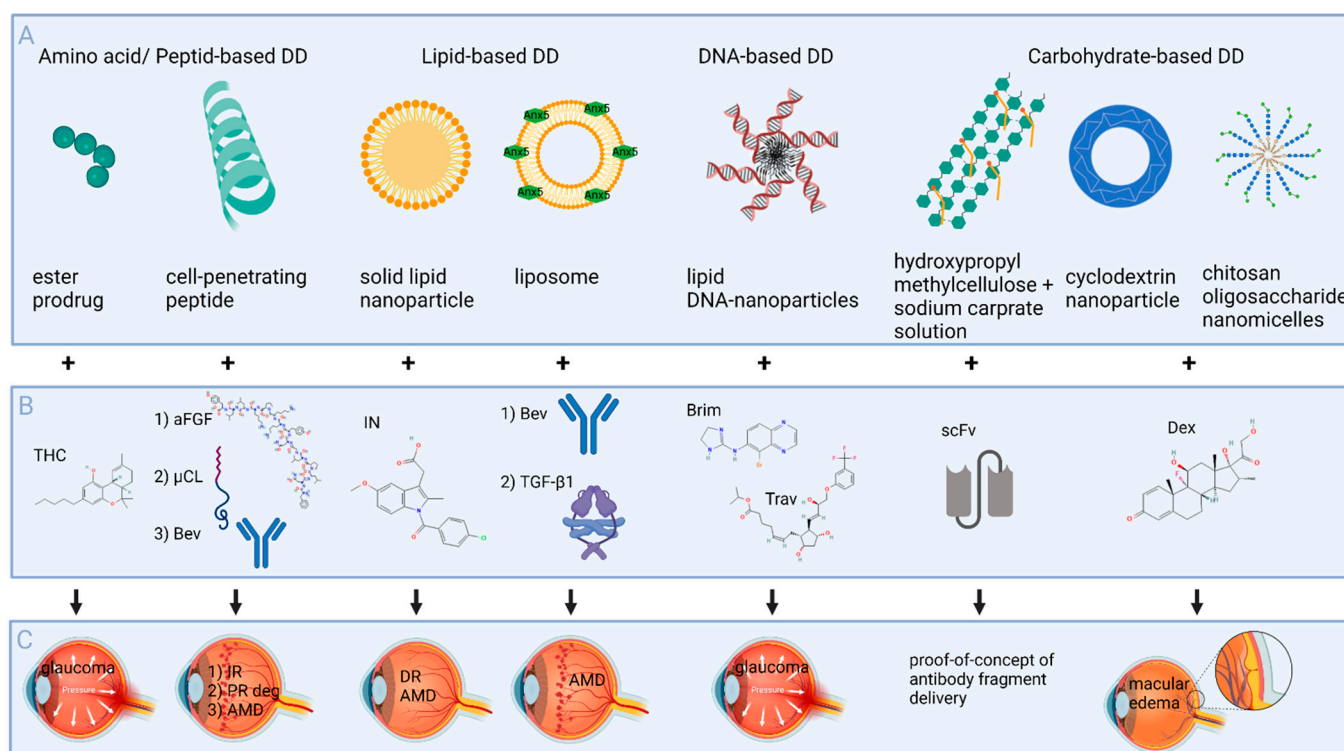 A
Amino acid/ Peptid-based DD
Lipid-based DD
DNA-based DD
Carbohydrate-based DD
Anx5
Anx5
Anx5
Anx5
Anx5
Anx5
ester
prodrug
cell-penetrating
peptide
solid lipid
nanoparticle
liposome
lipid
DNA-nanoparticles
hydroxypropyl
methylcellulose +
sodium carprate
solution
cyclodextrin
nanoparticle
chitosan
oligosaccharide
nanomicelles
+ + + + + + +
B
THC
1) aFGF
2) µCL
3) Bev
IN
1) Bev
2) TGF-β1
Brim
Trav
scFv
Dex
C
glaucoma
Pressure
1) IR
2) PR deg
3) AMD
DR
AMD
AMD
glaucoma
Pressure
proof-of-concept of
antibody fragment
delivery
macular
edema